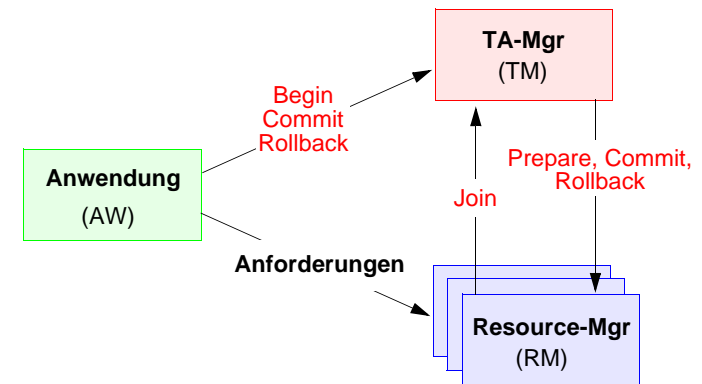 TA-Mgr
(TM)
Begin
Commit
Rollback
Prepare, Commit,
Rollback
Anwendung
(AW)
Join
Anforderungen
Resource-Mgr
(RM)